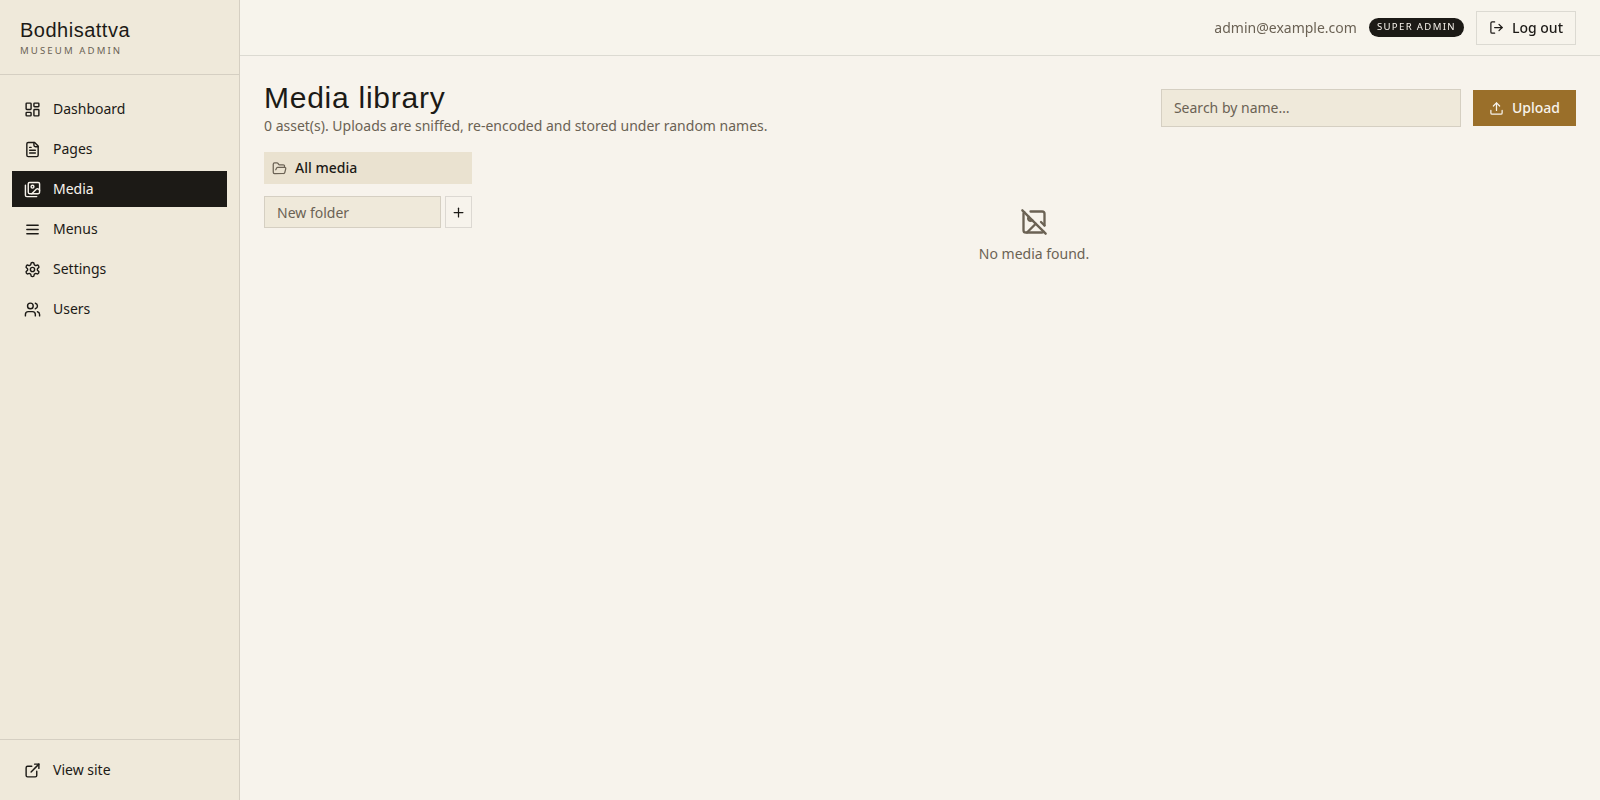 Bodhisattva
MUSEUM ADMIN
Dashboard
Pages
Media
Menus
Settings
Users
View site
admin@example.com
SUPER ADMIN
Log out
Media library
0 asset(s). Uploads are sniffed, re-encoded and stored under random names.
Search by name...
Upload
All media
New folder
No media found.